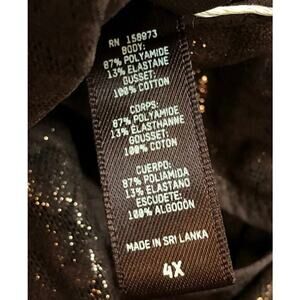 RN 158973
BODY:
87% POLYAMIDE
13% ELASTANE
GUSSET:
100% COTTON
CORPS:
87% POLYAMIDE
13% ELASTHANNE
GOUSSET:
100% COTON
CUERPO:
87% POLIAMIDA
13% ELASTANO
ESCUDETE:
100% ALGODÓN
MADE IN SRI LANKA
4X